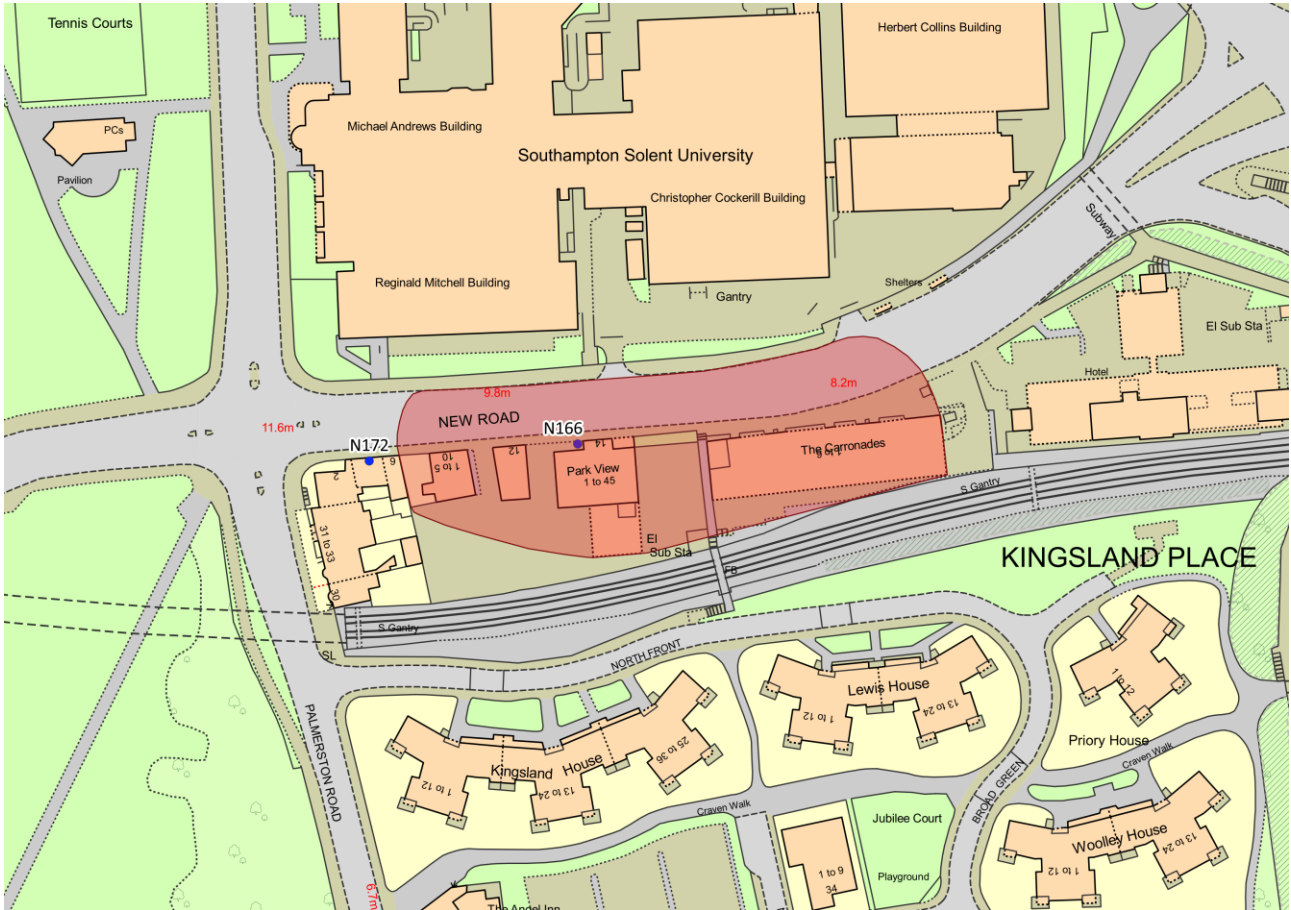 Tennis Courts
Herbert Collins Building
PCs
Michael Andrews Building
Southampton Solent University
Pavilion
Christopher Cockerill Building
Subway
Reginald Mitchell Building
Shelters
Gantry
El Sub Sta
Hotel
9.8m
8.2m
NEW ROAD
11.6m
N166
N172
14
12
10
1 to 5
6
2
The Carronades
Park View
1 to 45
S Gantry
31 to 33
El
Sub Sta
KINGSLAND PLACE
FB
30
S Gantry
SL
NORTH FRONT
Lewis House
1 to 12
13 to 24
1 to 12
PALMERSTON ROAD
Priory House
Kingsland House
1 to 12
13 to 24
25 to 36
Craven Walk
BROAD GREEN
Craven Walk
Jubilee Court
Woolley House
1 to 12
13 to 24
1 to 9
34
Playground
6.7m
The Angel Inn